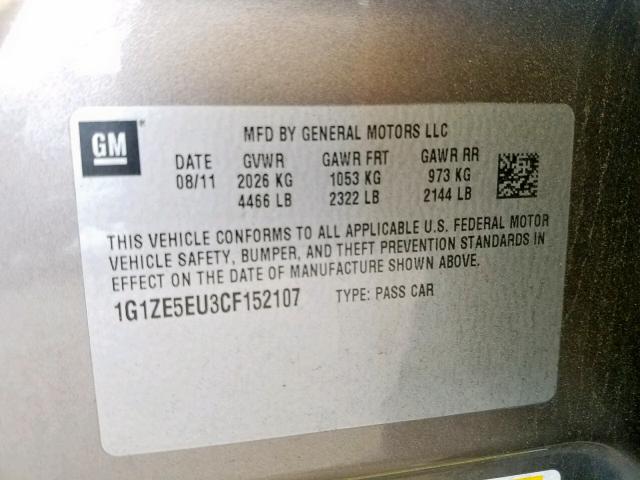 GM
MFD BY GENERAL MOTORS LLC
DATE GVWR GAWR FRT GAWR RR
08/11 2026 KG 1053 KG 973 KG
4466 LB 2322 LB 2144 LB
THIS VEHICLE CONFORMS TO ALL APPLICABLE U.S. FEDERAL MOTOR
VEHICLE SAFETY, BUMPER, AND THEFT PREVENTION STANDARDS IN
EFFECT ON THE DATE OF MANUFACTURE SHOWN ABOVE.
1G1ZE5EU3CF152107 TYPE: PASS CAR